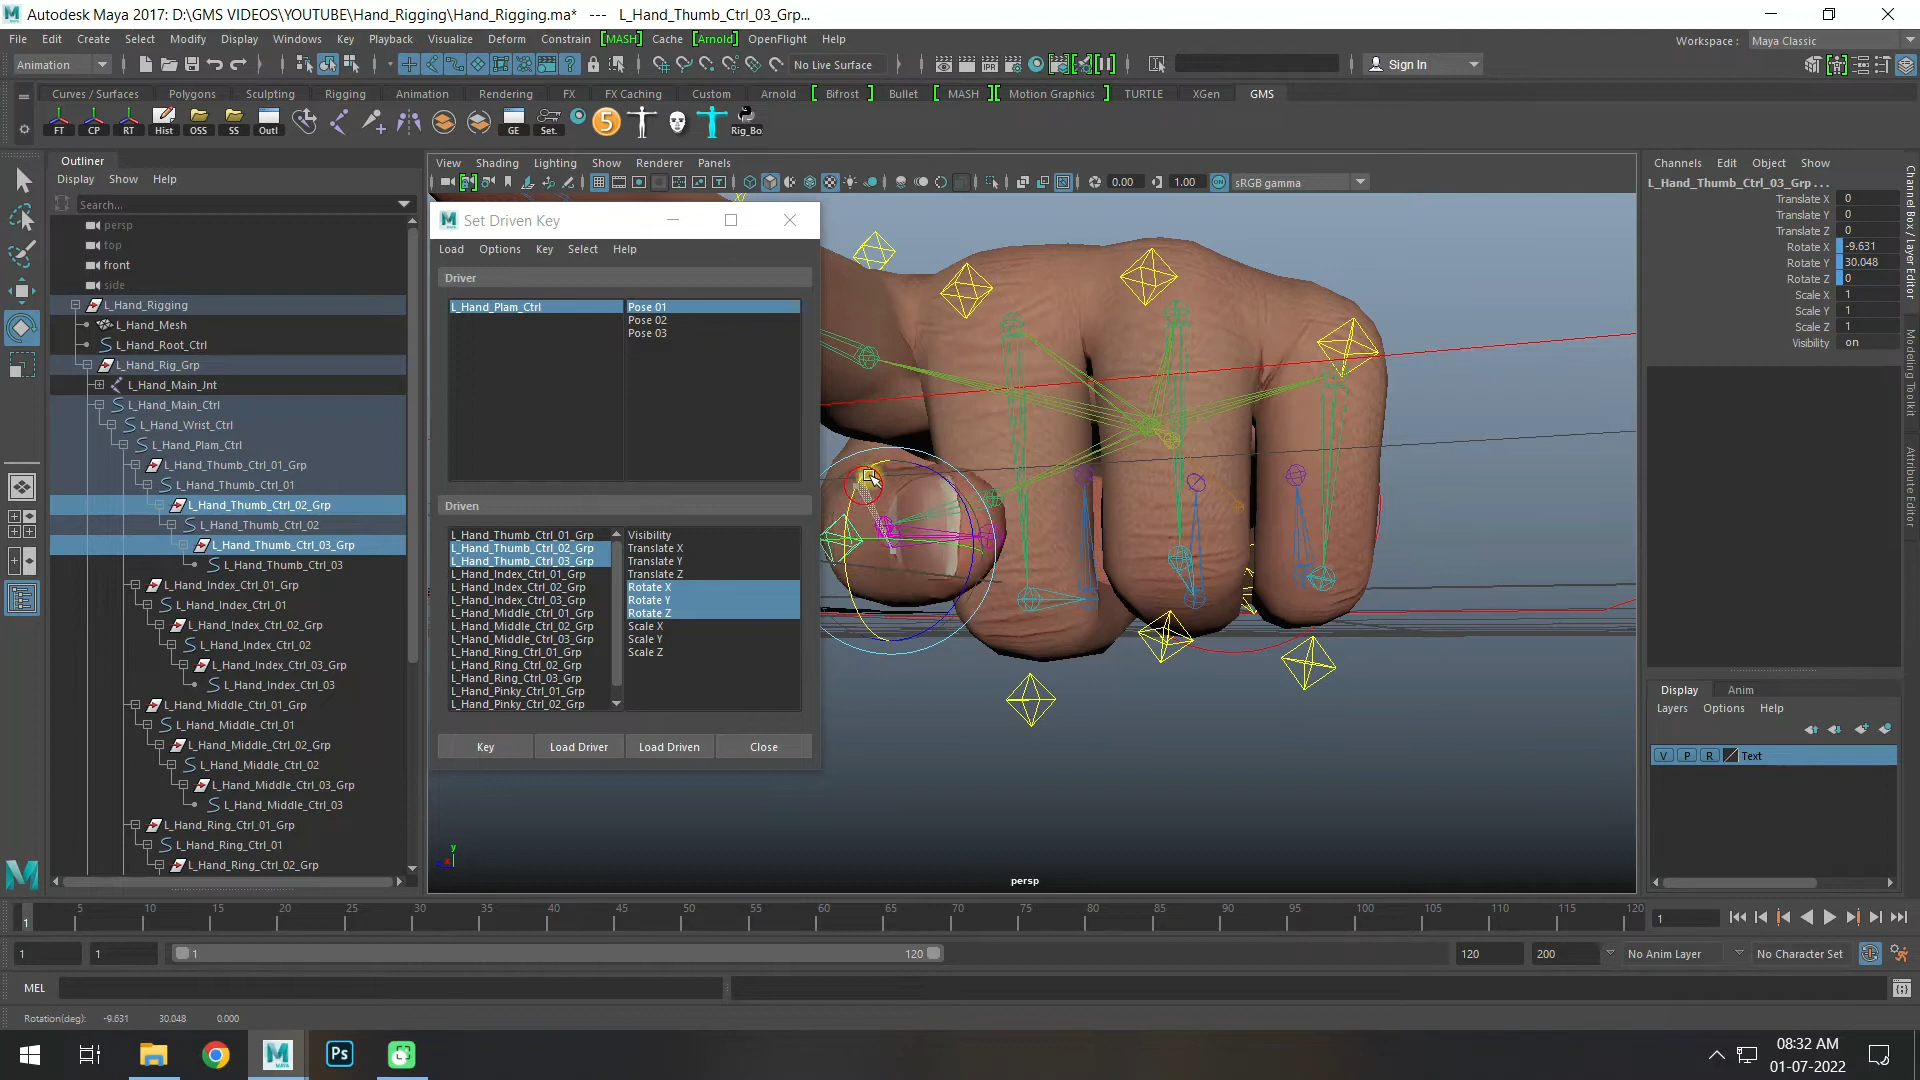 Autodesk Maya 2017: D:\GMS VIDEOS\YOUTUBE\Hand_Rigging\Hand_Rigging.ma* --- L_Hand_Thumb_Ctrl_03_Grp...
File Edit Create Select Modify Display Windows Key Playback Visualize Deform Constrain [MASH] Cache [Arnold] OpenFlight Help
Workspace : Maya Classic
Animation
No Live Surface
Sign In
Curves / Surfaces Polygons Sculpting Rigging Animation Rendering FX FX Caching Custom Arnold Bifrost Bullet MASH Motion Graphics TURTLE XGen GMS
FT CP RT Hist OSS SS Outl GE Set. 5 Rig_Bo
Outliner
Display Show Help
Search...
persp
top
front
side
L_Hand_Rigging
L_Hand_Mesh
L_Hand_Root_Ctrl
L_Hand_Rig_Grp
L_Hand_Main_Jnt
L_Hand_Main_Ctrl
L_Hand_Wrist_Ctrl
L_Hand_Plam_Ctrl
L_Hand_Thumb_Ctrl_01_Grp
L_Hand_Thumb_Ctrl_01
L_Hand_Thumb_Ctrl_02_Grp
L_Hand_Thumb_Ctrl_02
L_Hand_Thumb_Ctrl_03_Grp
L_Hand_Thumb_Ctrl_03
L_Hand_Index_Ctrl_01_Grp
L_Hand_Index_Ctrl_01
L_Hand_Index_Ctrl_02_Grp
L_Hand_Index_Ctrl_02
L_Hand_Index_Ctrl_03_Grp
L_Hand_Index_Ctrl_03
L_Hand_Middle_Ctrl_01_Grp
L_Hand_Middle_Ctrl_01
L_Hand_Middle_Ctrl_02_Grp
L_Hand_Middle_Ctrl_02
L_Hand_Middle_Ctrl_03_Grp
L_Hand_Middle_Ctrl_03
L_Hand_Ring_Ctrl_01_Grp
L_Hand_Ring_Ctrl_01
L_Hand_Ring_Ctrl_02_Grp
View Shading Lighting Show Renderer Panels
0.00 1.00 sRGB gamma
Set Driven Key
Load Options Key Select Help
Driver
L_Hand_Plam_Ctrl
Pose 01
Pose 02
Pose 03
Driven
L_Hand_Thumb_Ctrl_01_Grp
L_Hand_Thumb_Ctrl_02_Grp
L_Hand_Thumb_Ctrl_03_Grp
L_Hand_Index_Ctrl_01_Grp
L_Hand_Index_Ctrl_02_Grp
L_Hand_Index_Ctrl_03_Grp
L_Hand_Middle_Ctrl_01_Grp
L_Hand_Middle_Ctrl_02_Grp
L_Hand_Middle_Ctrl_03_Grp
L_Hand_Ring_Ctrl_01_Grp
L_Hand_Ring_Ctrl_02_Grp
L_Hand_Ring_Ctrl_03_Grp
L_Hand_Pinky_Ctrl_01_Grp
L_Hand_Pinky_Ctrl_02_Grp
Visibility
Translate X
Translate Y
Translate Z
Rotate X
Rotate Y
Rotate Z
Scale X
Scale Y
Scale Z
Key Load Driver Load Driven Close
y
persp
Channels Edit Object Show
L_Hand_Thumb_Ctrl_03_Grp . . .
Translate X 0
Translate Y 0
Translate Z 0
Rotate X -9.631
Rotate Y 30.048
Rotate Z 0
Scale X 1
Scale Y 1
Scale Z 1
Visibility on
Channel Box / Layer Editor
Modeling Toolkit
Attribute Editor
Display Anim
Layers Options Help
V P R Text
1 5 10 15 20 25 30 35 40 45 50 55 60 65 70 75 80 85 90 95 100 105 110 115 120
1
1 1 1 120 120 200 No Anim Layer No Character Set
MEL
Rotation(deg): -9.631 30.048 0.000
MAYA
Ps
08:32 AM
01-07-2022